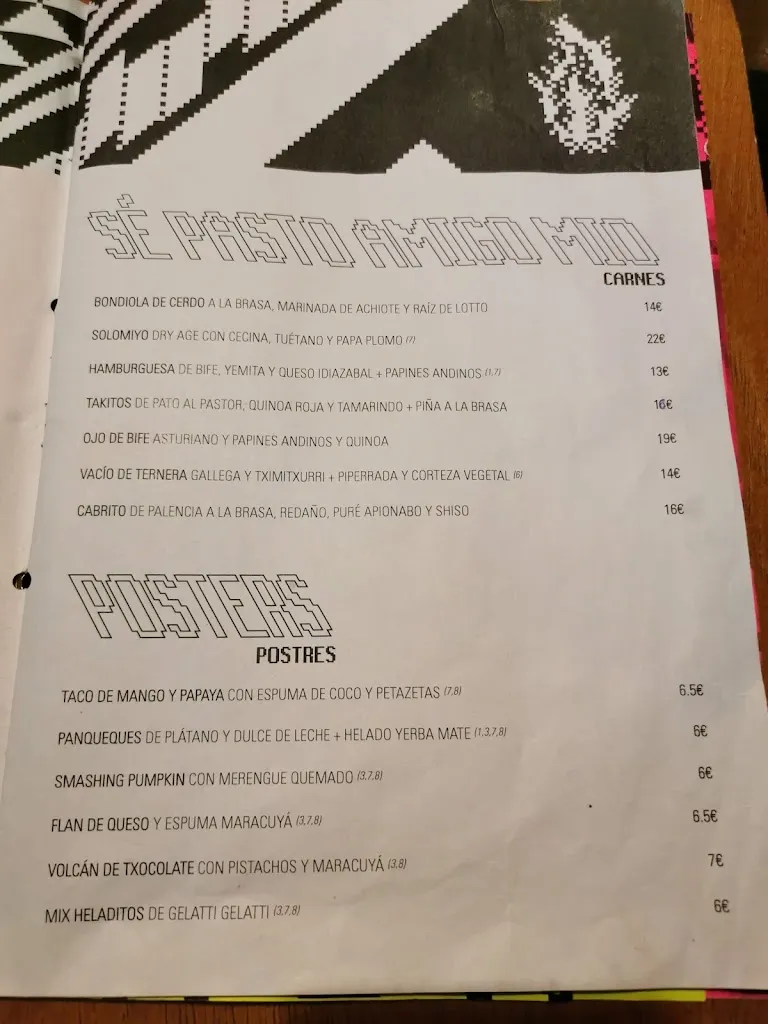 SÉ PASTO AMIGO MIO
CARNES
BONDIOLA DE CERDO A LA BRASA, MARINADA DE ACHIOTE Y RAÍZ DE LOTTO 14€
SOLOMIYO DRY AGE CON CECINA, TUÉTANO Y PAPA PLOMO (7) 22€
HAMBURGUESA DE BIFE, YEMITA Y QUESO IDIAZABAL + PAPINES ANDINOS (1,7) 13€
TAKITOS DE PATO AL PASTOR, QUINOA ROJA Y TAMARINDO + PIÑA A LA BRASA 16€
OJO DE BIFE ASTURIANO Y PAPINES ANDINOS Y QUINOA 19€
VACÍO DE TERNERA GALLEGA Y TXIMITXURRI + PIPERRADA Y CORTEZA VEGETAL (6) 14€
CABRITO DE PALENCIA A LA BRASA, REDAÑO, PURÉ APIONABO Y SHISO 16€
POSTERS
POSTRES
TACO DE MANGO Y PAPAYA CON ESPUMA DE COCO Y PETAZETAS (7,8) 6.5€
PANQUEQUES DE PLÁTANO Y DULCE DE LECHE + HELADO YERBA MATE (1,3,7,8) 6€
SMASHING PUMPKIN CON MERENGUE QUEMADO (3,7,8) 6€
FLAN DE QUESO Y ESPUMA MARACUYÁ (3,7,8) 6.5€
VOLCÁN DE TXOCOLATE CON PISTACHOS Y MARACUYÁ (3,8) 7€
MIX HELADITOS DE GELATTI GELATTI (3,7,8) 6€